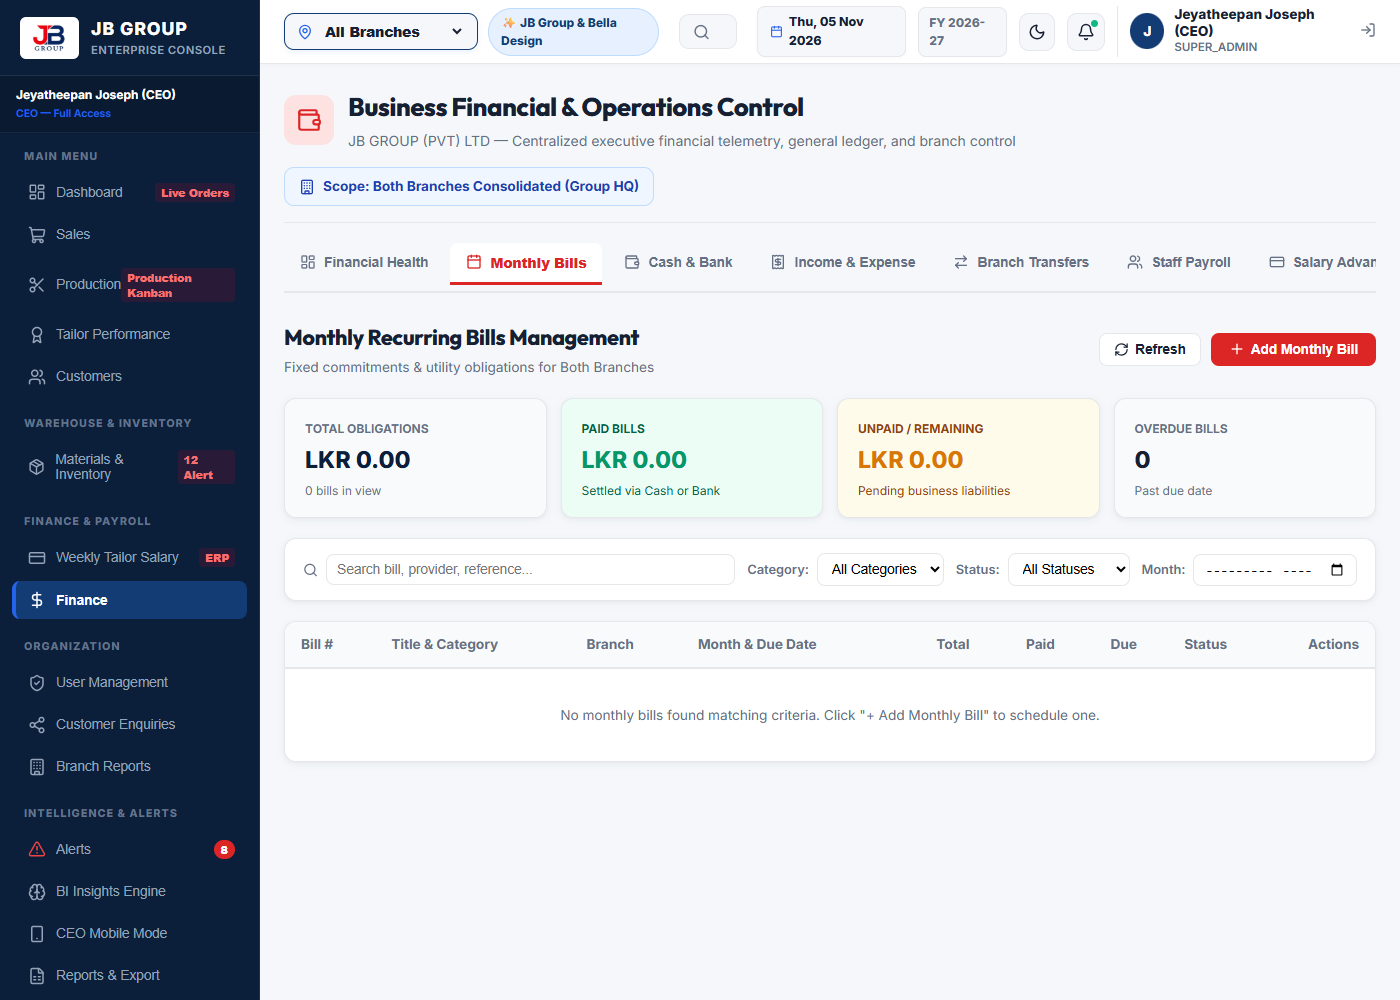 JB
GROUP
JB GROUP
ENTERPRISE CONSOLE
Jeyatheepan Joseph (CEO)
CEO — Full Access
MAIN MENU
Dashboard
Live Orders
Sales
Production
Production
Kanban
Tailor Performance
Customers
WAREHOUSE & INVENTORY
Materials &
Inventory
12
Alert
FINANCE & PAYROLL
Weekly Tailor Salary
ERP
Finance
ORGANIZATION
User Management
Customer Enquiries
Branch Reports
INTELLIGENCE & ALERTS
Alerts
8
BI Insights Engine
CEO Mobile Mode
Reports & Export
All Branches
✨ JB Group & Bella
Design
Thu, 05 Nov
2026
FY 2026-
27
J
Jeyatheepan Joseph
(CEO)
SUPER_ADMIN
Business Financial & Operations Control
JB GROUP (PVT) LTD — Centralized executive financial telemetry, general ledger, and branch control
Scope: Both Branches Consolidated (Group HQ)
Financial Health
Monthly Bills
Cash & Bank
Income & Expense
Branch Transfers
Staff Payroll
Salary Advan
Monthly Recurring Bills Management
Fixed commitments & utility obligations for Both Branches
Refresh
+ Add Monthly Bill
TOTAL OBLIGATIONS
LKR 0.00
0 bills in view
PAID BILLS
LKR 0.00
Settled via Cash or Bank
UNPAID / REMAINING
LKR 0.00
Pending business liabilities
OVERDUE BILLS
0
Past due date
Search bill, provider, reference...
Category:
All Categories
Status:
All Statuses
Month:
--------- ----
Bill #
Title & Category
Branch
Month & Due Date
Total
Paid
Due
Status
Actions
No monthly bills found matching criteria. Click "+ Add Monthly Bill" to schedule one.